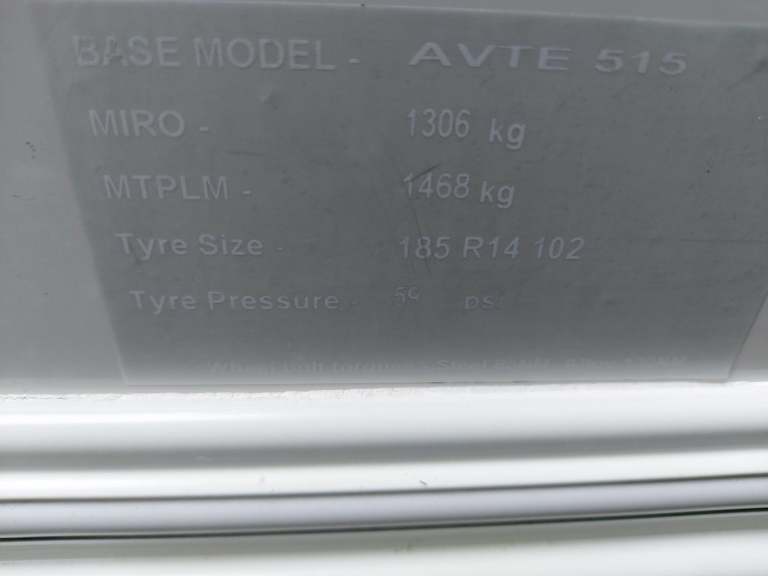 BASE MODEL - AVTE 515
MIRO - 1306 kg
MTPLM - 1468 kg
Tyre Size - 185 R14 102
Tyre Pressure